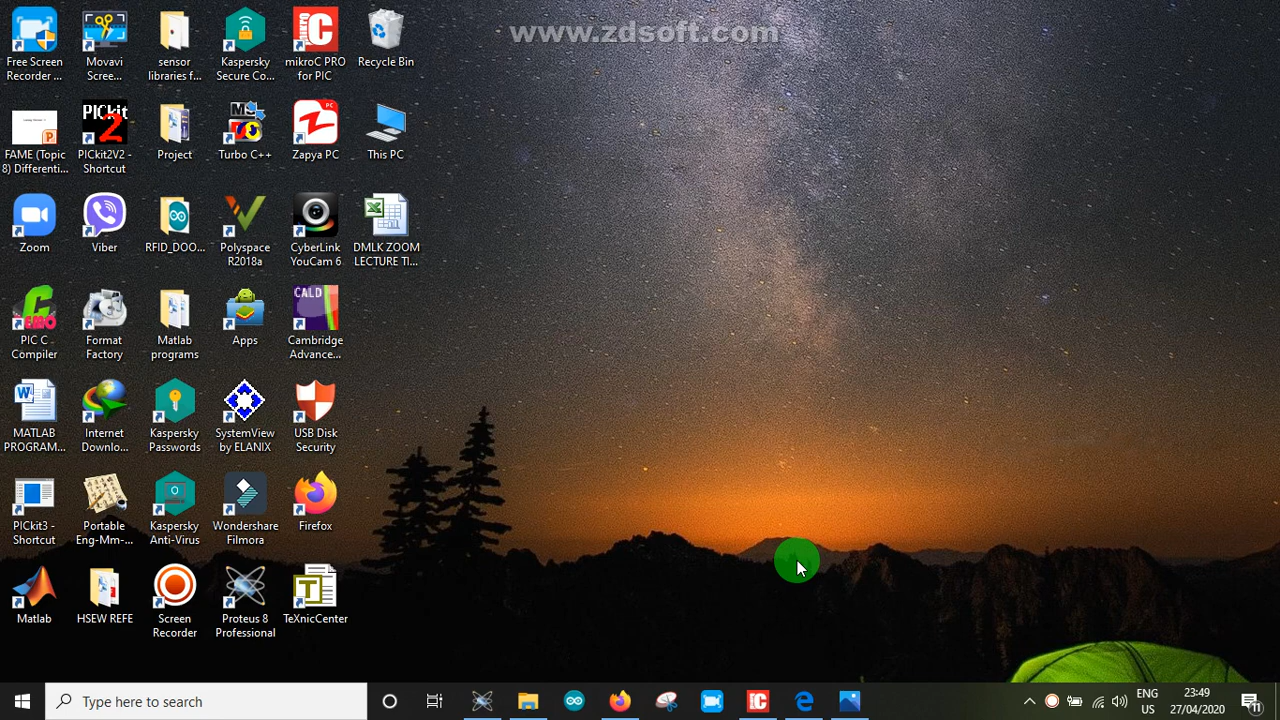 www.zdsoft.com
Free Screen
Recorder ...
Movavi
Scree...
sensor
libraries f...
Kaspersky
Secure Co...
mikroC PRO
for PIC
Recycle Bin
FAME (Topic
8) Differenti...
PICkit2V2 -
Shortcut
Project
Turbo C++
Zapya PC
This PC
Zoom
Viber
RFID_DOO...
Polyspace
R2018a
CyberLink
YouCam 6
DMLK ZOOM
LECTURE TI...
PIC C
Compiler
Format
Factory
Matlab
programs
Apps
Cambridge
Advance...
MATLAB
PROGRAM...
Internet
Downlo...
Kaspersky
Passwords
SystemView
by ELANIX
USB Disk
Security
PICkit3 -
Shortcut
Portable
Eng-Mm-...
Kaspersky
Anti-Virus
Wondershare
Filmora
Firefox
Matlab
HSEW REFE
Screen
Recorder
Proteus 8
Professional
TeXnicCenter
Type here to search
ENG
US
23:49
27/04/2020
11